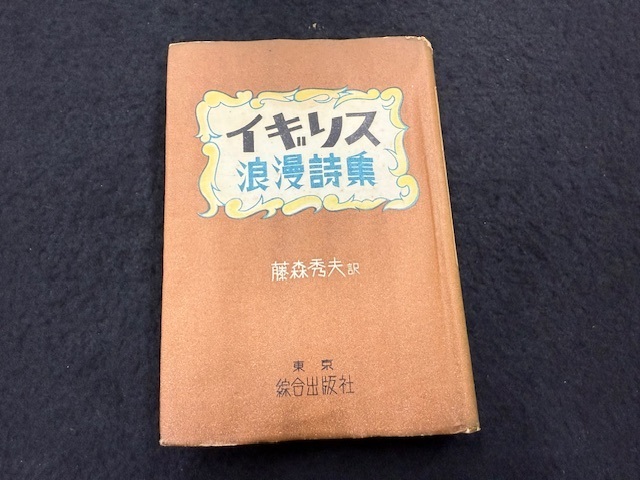 イギリス
浪漫詩集
藤森秀夫訳
東京
綜合出版社